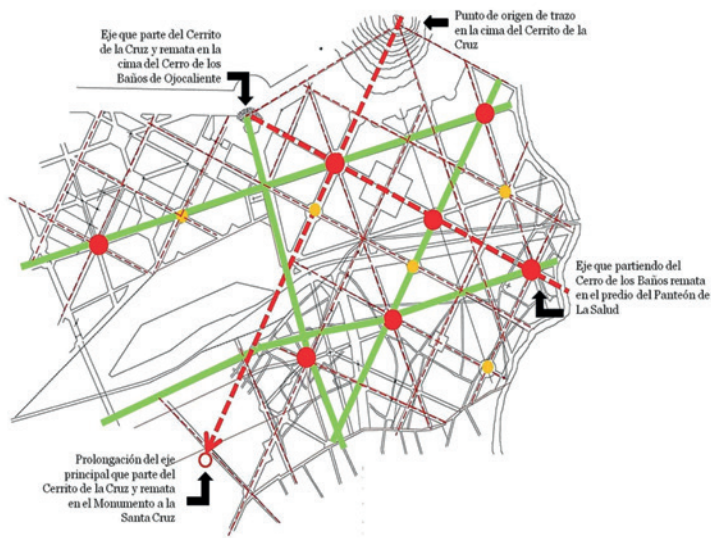 Punto de origen de trazo
en la cima del Cerrito de la
Cruz
Eje que parte del Cerrito
de la Cruz y remata en la
cima del Cerro de los
Baños de Ojocaliente
Eje que partiendo del
Cerro de los Baños remata
en el predio del Panteón de
La Salud
Prolongación del eje
principal que parte del
Cerrito de la Cruz y remata
en el Monumento a la
Santa Cruz